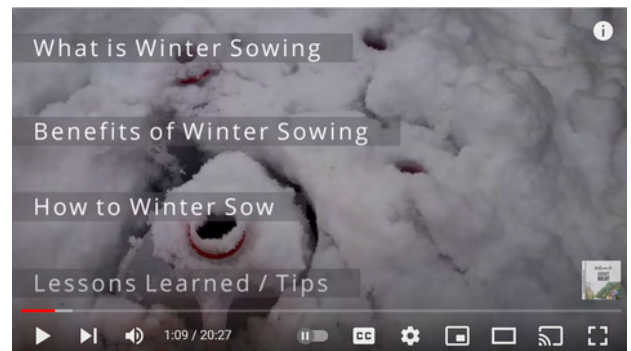 What is Winter Sowing
Benefits of Winter Sowing
How to Winter Sow
Lessons Learned / Tips
1:09 / 20:27
CC